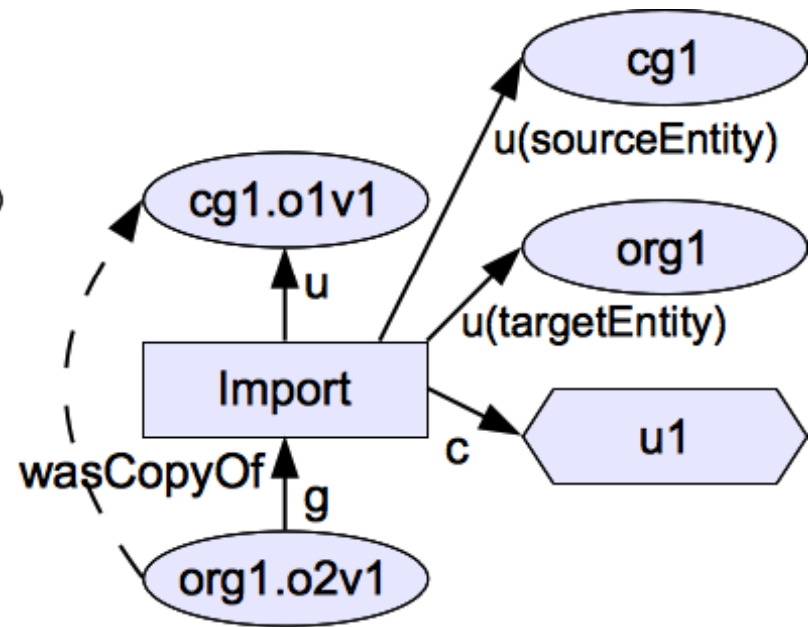 cg1
u(sourceEntity)
cg1.o1v1
org1
u
u(targetEntity)
Import
u1
c
wasCopyOf
g
org1.o2v1